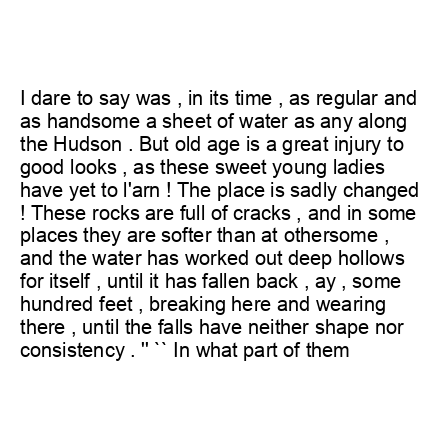 I dare to say was , in its time , as regular and
as handsome a sheet of water as any along
the Hudson . But old age is a great injury to
good looks , as these sweet young ladies
have yet to l'arn ! The place is sadly changed
! These rocks are full of cracks , and in some
places they are softer than at othersome ,
and the water has worked out deep hollows
for itself , until it has fallen back , ay , some
hundred feet , breaking here and wearing
there , until the falls have neither shape nor
consistency . '' `` In what part of them